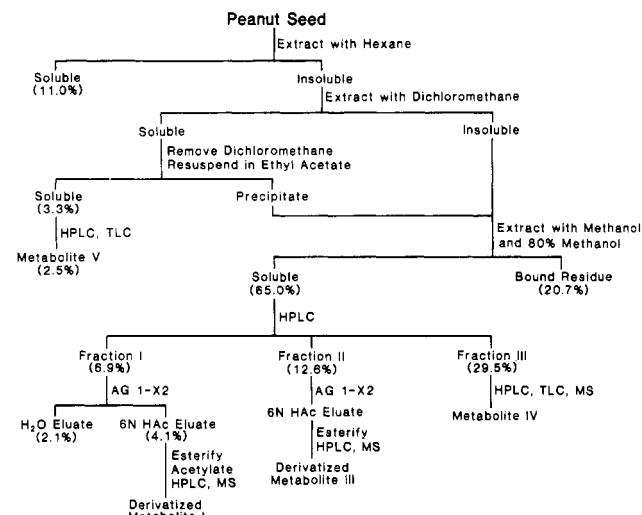 Peanut Seed
Extract with Hexane
Soluble
(11.0%)
Insoluble
Extract with Dichloromethane
Soluble
Insoluble
Remove Dichloromethane
Resuspend in Ethyl Acetate
Soluble
(3.3%)
Precipitate
HPLC, TLC
Metabolite V
(2.5%)
Extract with Methanol
and 80% Methanol
Soluble
(65.0%)
Bound Residue
(20.7%)
HPLC
Fraction I
(6.9%)
Fraction II
(12.6%)
Fraction III
(29.5%)
AG 1-X2
AG 1-X2
HPLC, TLC, MS
H₂O Eluate
(2.1%)
6N HAc Eluate
(4.1%)
6N HAc Eluate
Metabolite IV
Esterify
Acetylate
HPLC, MS
Esterify
HPLC, MS
Derivatized
Metabolite III
Derivatized